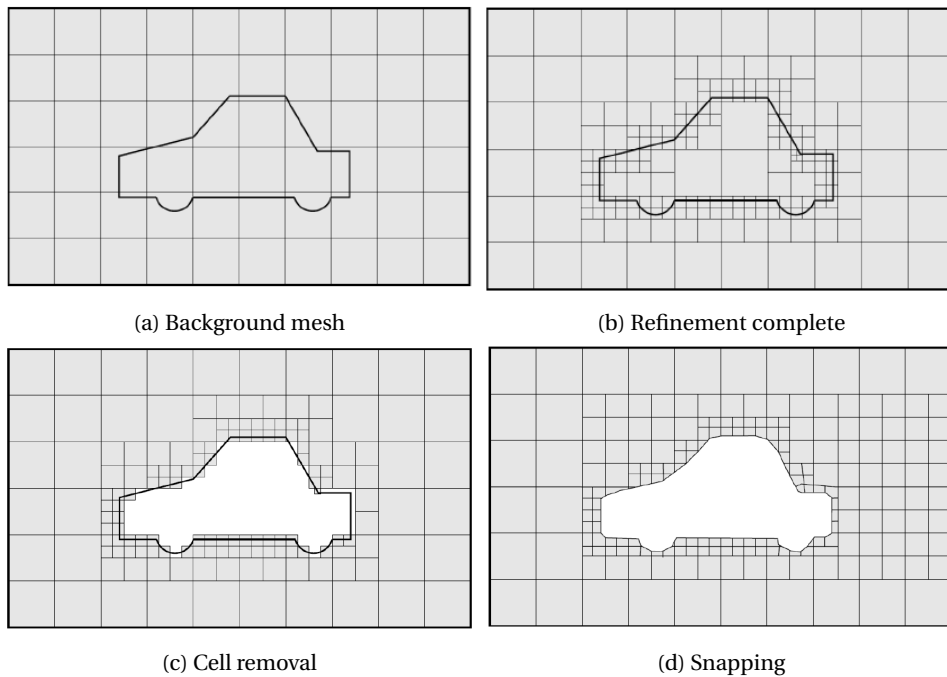 (a) Background mesh
(b) Refinement complete
(c) Cell removal
(d) Snapping